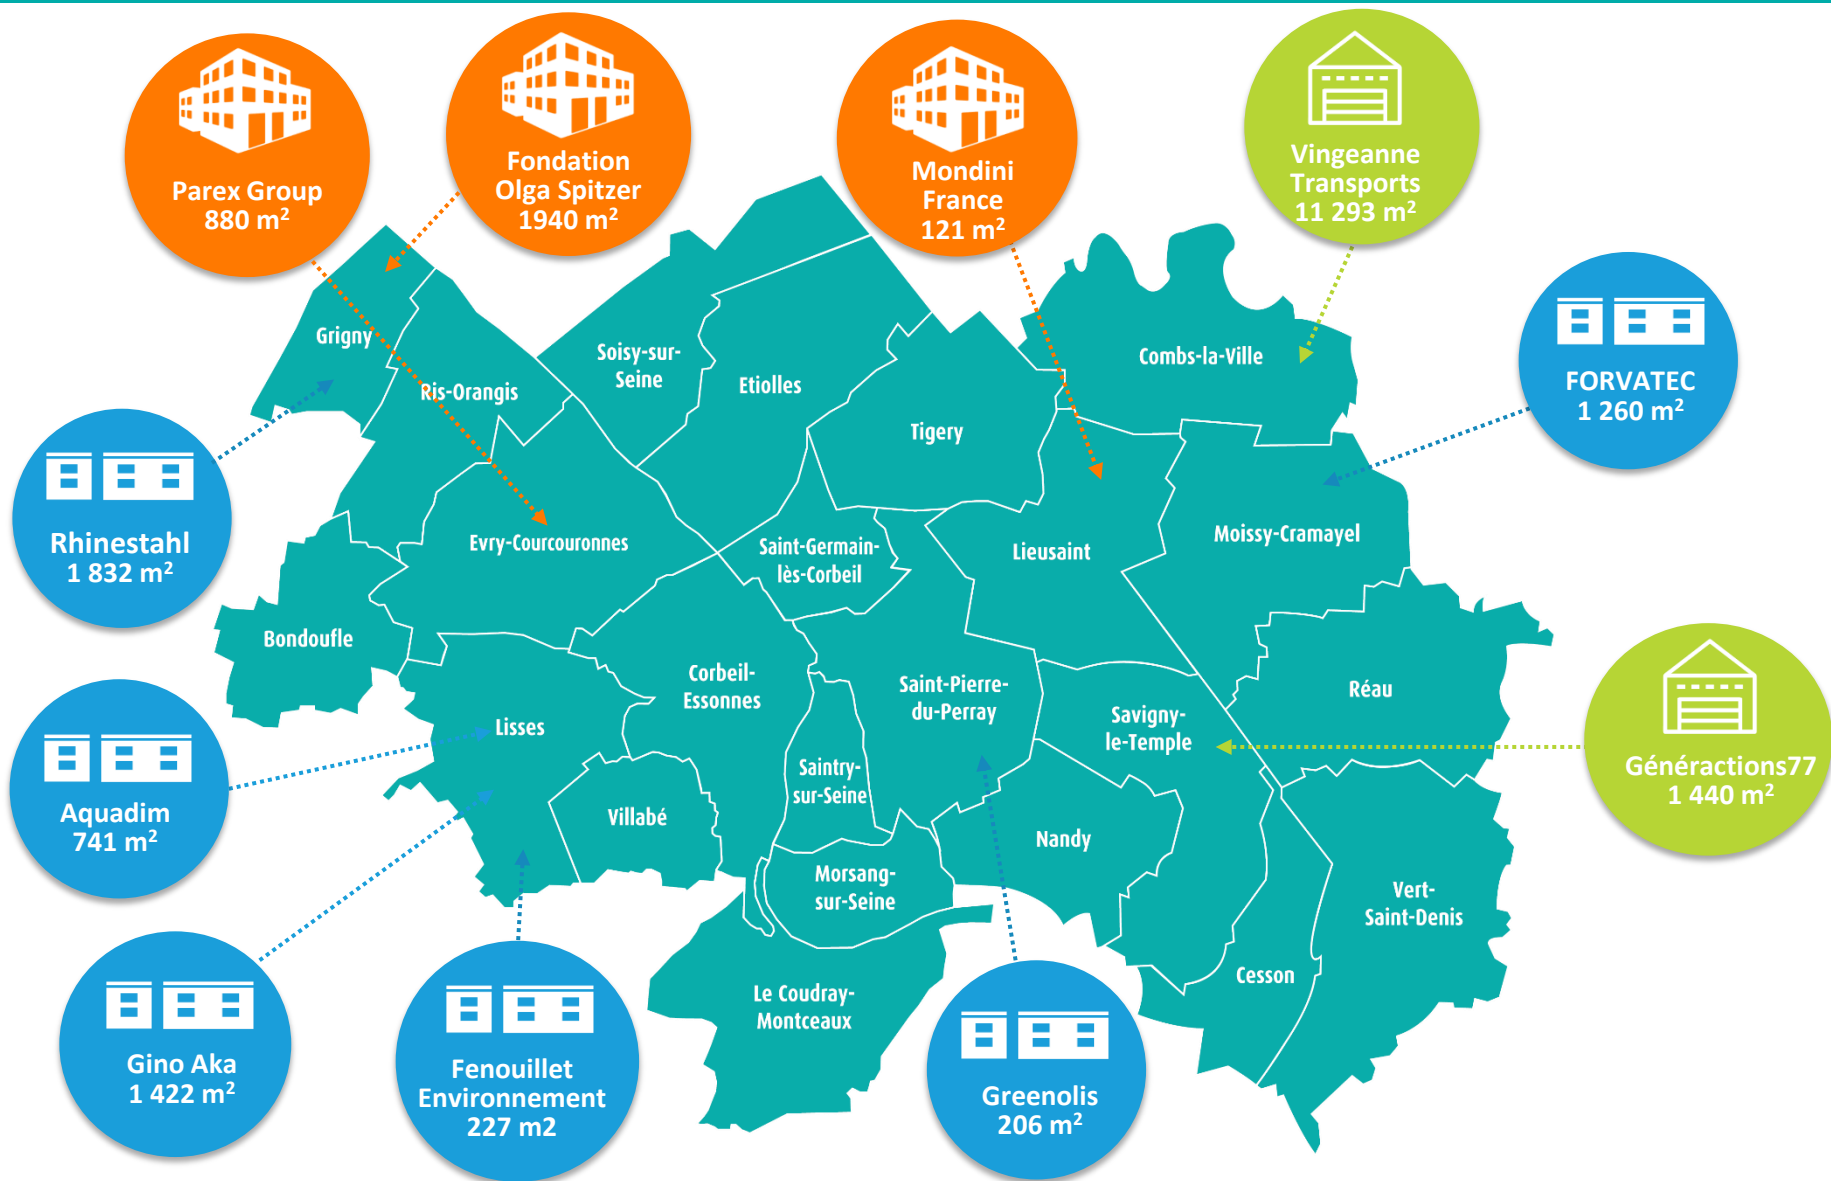 Parex Group
880 m²
Fondation
Olga Spitzer
1940 m²
Mondini
France
121 m²
Vingeanne
Transports
11 293 m²
FORVATEC
1 260 m²
Rhinestahl
1 832 m²
Aquadim
741 m²
Gino Aka
1 422 m²
Fenouillet
Environnement
227 m2
Greenolis
206 m²
Généractions77
1 440 m²
Grigny
Ris-Orangis
Soisy-sur-
Seine
Etiolles
Tigery
Combs-la-Ville
Evry-Courcouronnes
Saint-Germain-
lès-Corbeil
Lieusaint
Moissy-Cramayel
Bondoufle
Lisses
Corbeil-
Essonnes
Saint-Pierre-
du-Perray
Savigny-
le-Temple
Réau
Villabé
Saintry-
sur-Seine
Nandy
Morsang-
sur-Seine
Vert-
Saint-Denis
Le Coudray-
Montceaux
Cesson